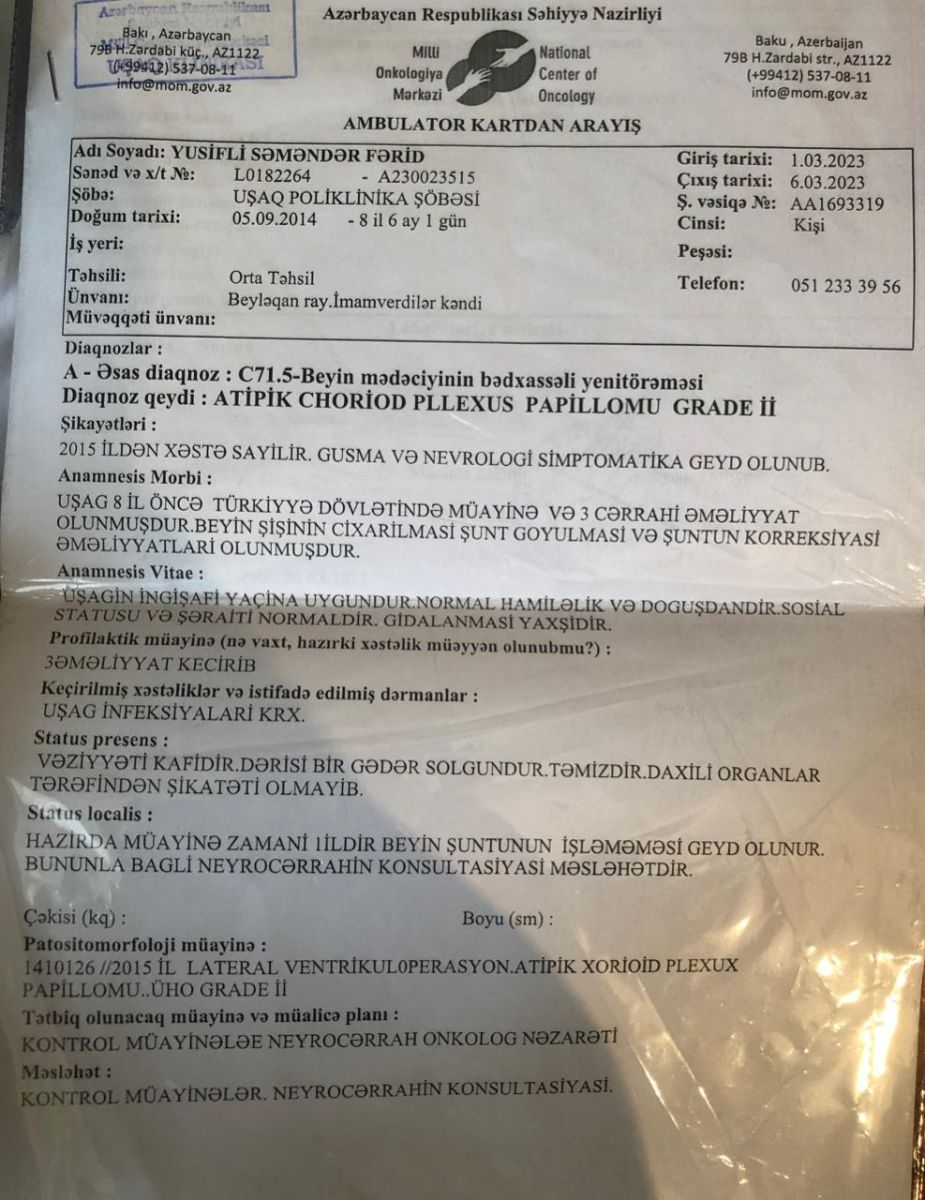 Azərbaycan Respublikası Səhiyyə Nazirliyi
Azərbaycan Respublikası
Bakı , Azərbaycan
79B H.Zərdabi küç., AZ1122
(+99412) 537-08-11
info@mom.gov.az
Milli
Onkologiya
Mərkəzi
National
Center of
Oncology
Baku , Azerbaijan
79B H.Zardabi str., AZ1122
(+99412) 537-08-11
info@mom.gov.az
AMBULATOR KARTDAN ARAYIŞ
Adı Soyadı: YUSİFLİ SƏMƏNDƏR FƏRİD
Giriş tarixi: 1.03.2023
Sənəd və x/t №: L0182264 - A230023515
Çıxış tarixi: 6.03.2023
Şöbə: UŞAQ POLİKLİNİKA ŞÖBƏSİ
Ş. vəsiqə №: AA1693319
Doğum tarixi: 05.09.2014 - 8 il 6 ay 1 gün
Cinsi: Kişi
İş yeri:
Peşəsi:
Təhsili: Orta Təhsil
Telefon: 051 233 39 56
Ünvanı: Beyləqan ray.İmamverdilər kəndi
Müvəqqəti ünvanı:
Diaqnozlar :
A - Əsas diaqnoz : C71.5-Beyin mədəciyinin bədxassəli yenitörəməsi
Diaqnoz qeydi : ATİPİK CHORİOD PLLEXUS PAPİLLOMU GRADE İİ
Şikayətləri :
2015 İLDƏN XƏSTƏ SAYİLİR. GUSMA VƏ NEVROLOGİ SİMPTOMATİKA GEYD OLUNUB.
Anamnesis Morbi :
UŞAG 8 İL ÖNCƏ TÜRKİYYƏ DÖVLƏTİNDƏ MÜAYİNƏ VƏ 3 CƏRRAHİ ƏMƏLİYYAT
OLUNMUŞDUR.BEYİN ŞİŞİNİN CİXARİLMASİ ŞUNT GOYULMASİ VƏ ŞUNTUN KORREKSİYASİ
ƏMƏLİYYATLARİ OLUNMUŞDUR.
Anamnesis Vitae :
UŞAGİN İNGİŞAFİ YAÇİNA UYGUNDUR.NORMAL HAMİLƏLİK VƏ DOGUŞDANDİR.SOSİAL
STATUSU VƏ ŞƏRAİTİ NORMALDİR. GİDALANMASİ YAXŞİDİR.
Profilaktik müayinə (nə vaxt, hazırki xəstəlik müəyyən olunubmu?) :
3ƏMƏLİYYAT KECİRİB
Keçirilmiş xəstəliklər və istifadə edilmiş dərmanlar :
UŞAG İNFEKSİYALARİ KRX.
Status presens :
VƏZİYYƏTİ KAFİDİR.DƏRİSİ BİR GƏDƏR SOLGUNDUR.TƏMİZDİR.DAXİLİ ORGANLAR
TƏRƏFİNDƏN ŞİKATƏTİ OLMAYİB.
Status localis :
HAZİRDA MÜAYİNƏ ZAMANİ 1İLDİR BEYİN ŞUNTUNUN İŞLƏMƏMƏSİ GEYD OLUNUR.
BUNUNLA BAGLİ NEYROCƏRRAHİN KONSULTASİYASİ MƏSLƏHƏTDİR.
Çəkisi (kq) : Boyu (sm) :
Patositomorfoloji müayinə :
1410126 //2015 İL LATERAL VENTRİKUL0PERASYON.ATİPİK XORİOİD PLEXUX
PAPİLLOMU..ÜHO GRADE İİ
Tətbiq olunacaq müayinə və müalicə planı :
KONTROL MÜAYİNƏLƏE NEYROCƏRRAH ONKOLOG NƏZARƏTİ
Məsləhət :
KONTROL MÜAYİNƏLƏR. NEYROCƏRRAHİN KONSULTASİYASİ.